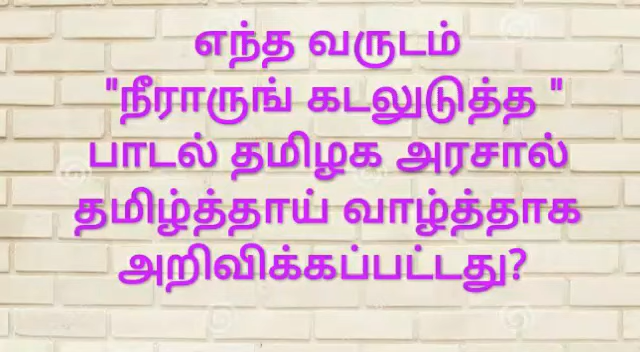 எந்த வருடம்
"நீராருங் கடலுடுத்த "
பாடல் தமிழக அரசால்
தமிழ்த்தாய் வாழ்த்தாக
அறிவிக்கப்பட்டது?